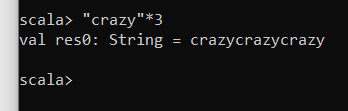 scala> "crazy"*3
val res0: String = crazycrazycrazy
scala>